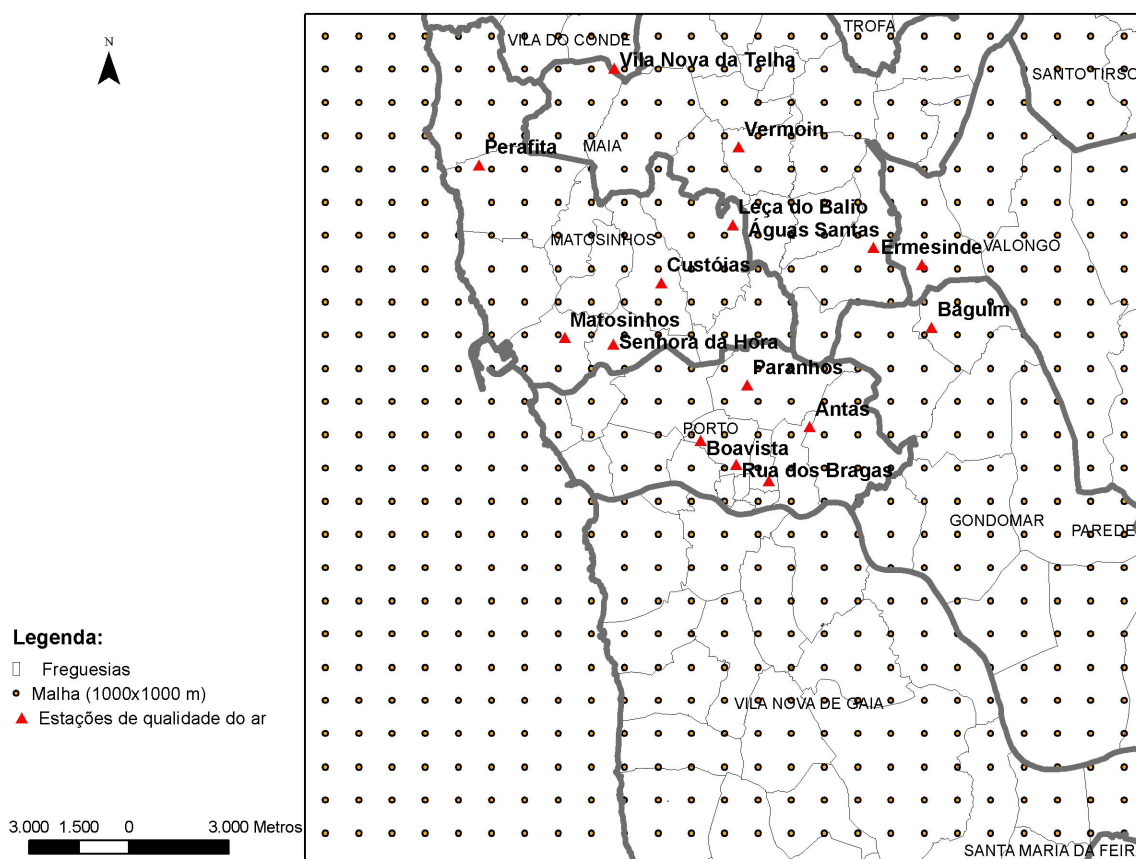 N
VILA DO CONDE
TROFA
Vila Nova da Telha
SANTO TIRSO
Vermoin
Perafita
MAIA
Leça do Balio
Águas Santas
MATOSINHOS
Ermesinde
VALONGO
Custóias
Baguim
Matosinhos
Senhora da Hora
Paranhos
Antas
PORTO
Boavista
Rua dos Bragas
GONDOMAR
PAREDE
Legenda:
Freguesias
Malha (1000x1000 m)
Estações de qualidade do ar
VILA NOVA DE GAIA
3.000 1.500 0 3.000 Metros
SANTA MARIA DA FEIR